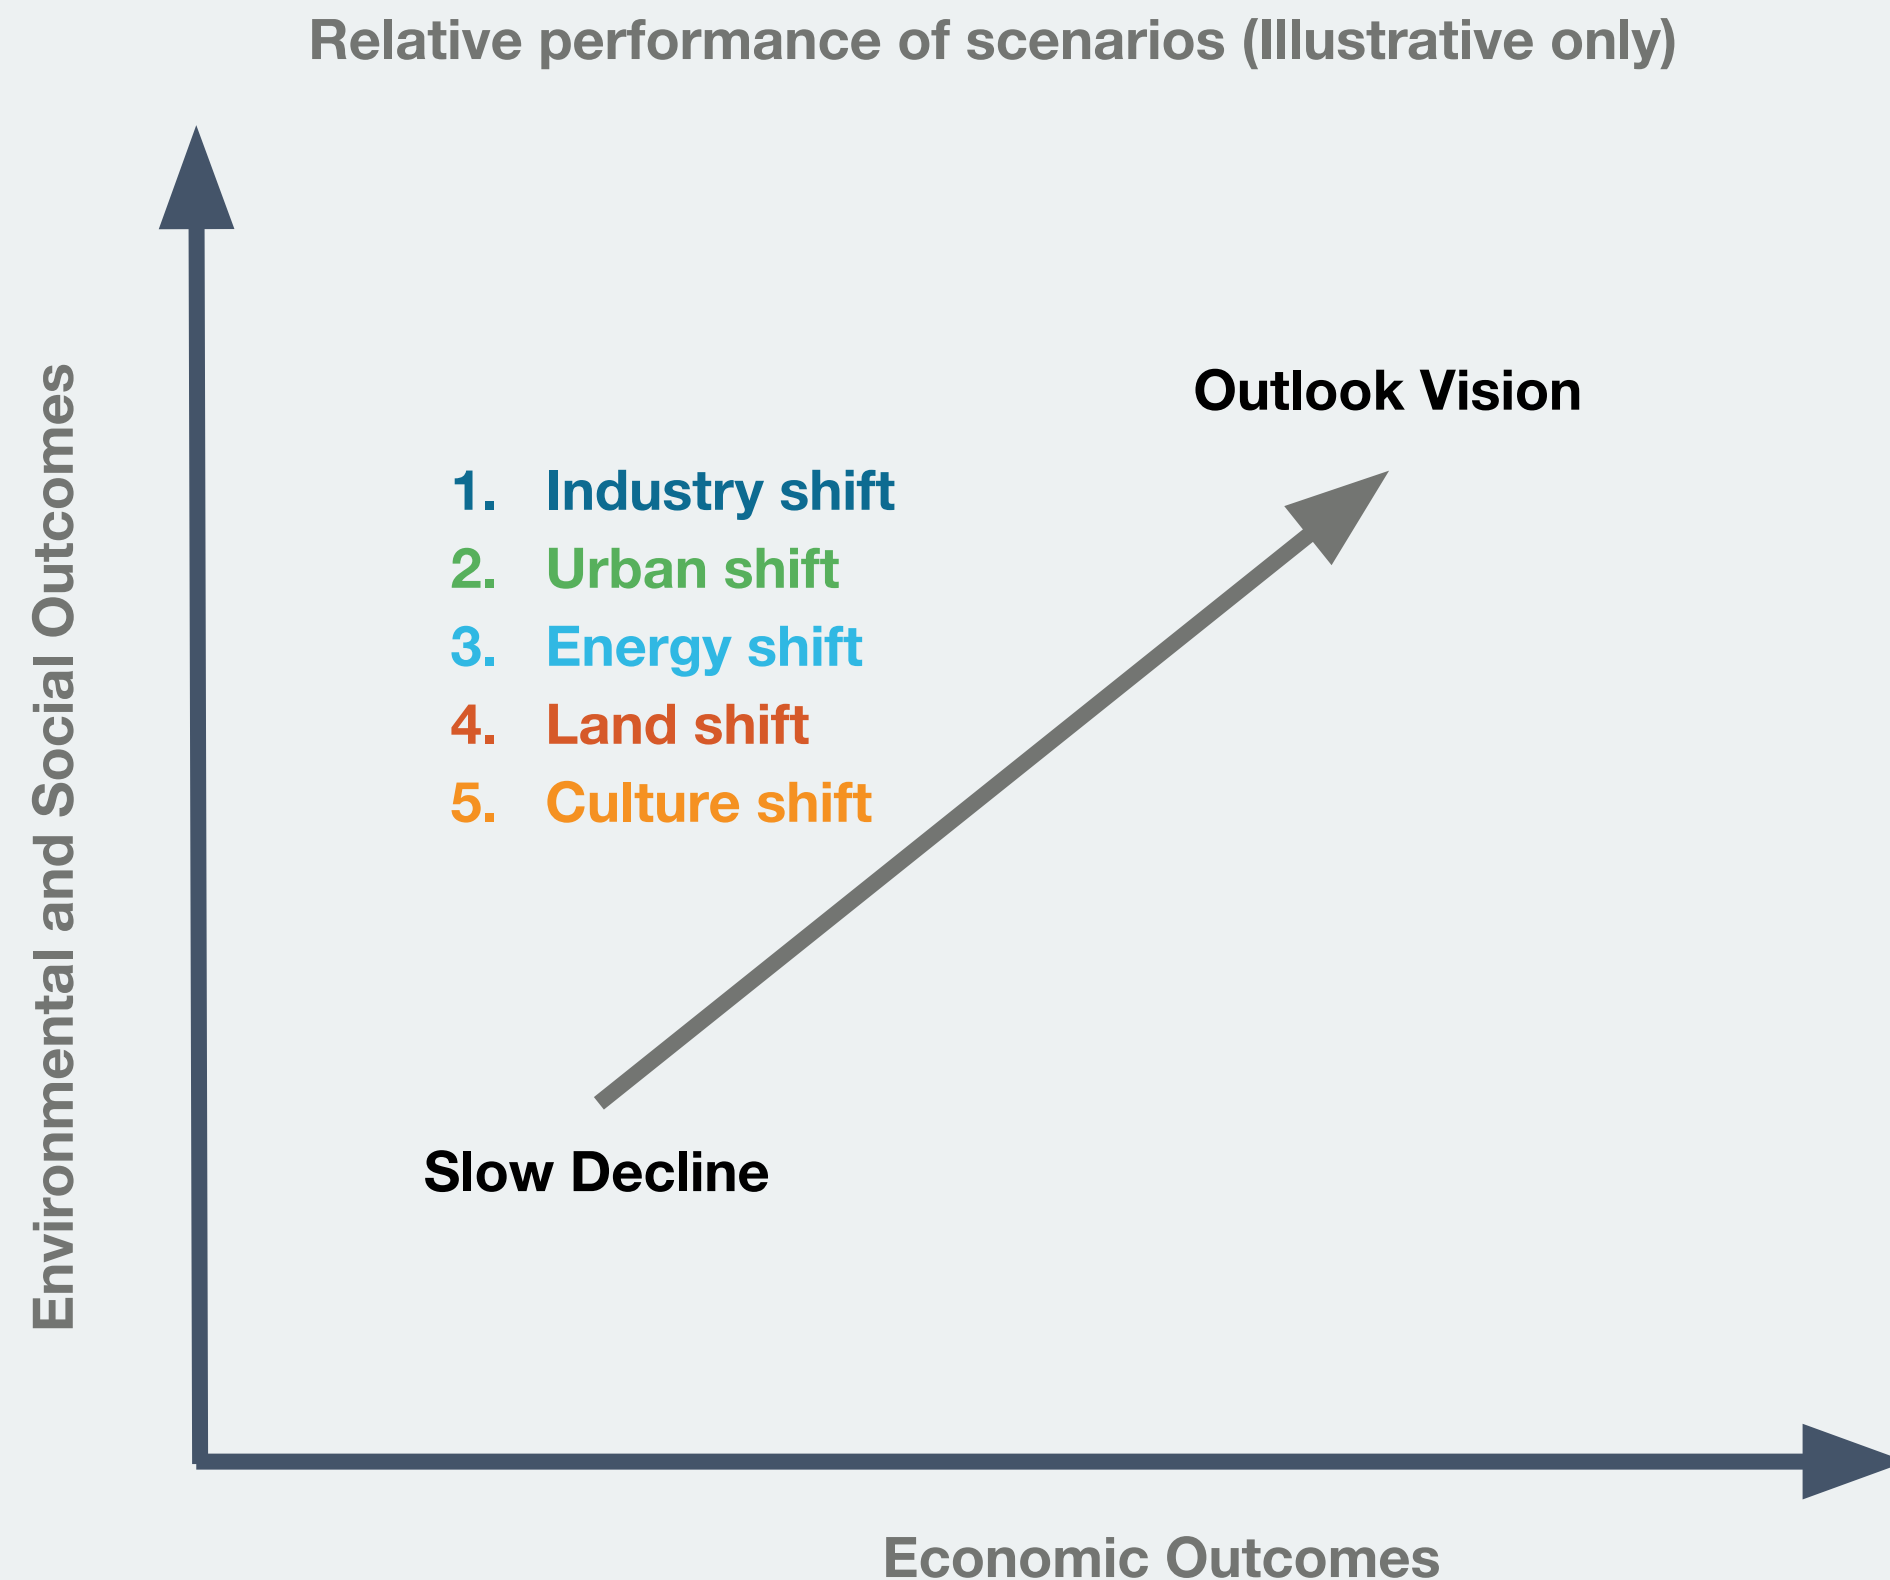 Relative performance of scenarios (Illustrative only)
Environmental and Social Outcomes
Outlook Vision
1. Industry shift
2. Urban shift
3. Energy shift
4. Land shift
5. Culture shift
Slow Decline
Economic Outcomes